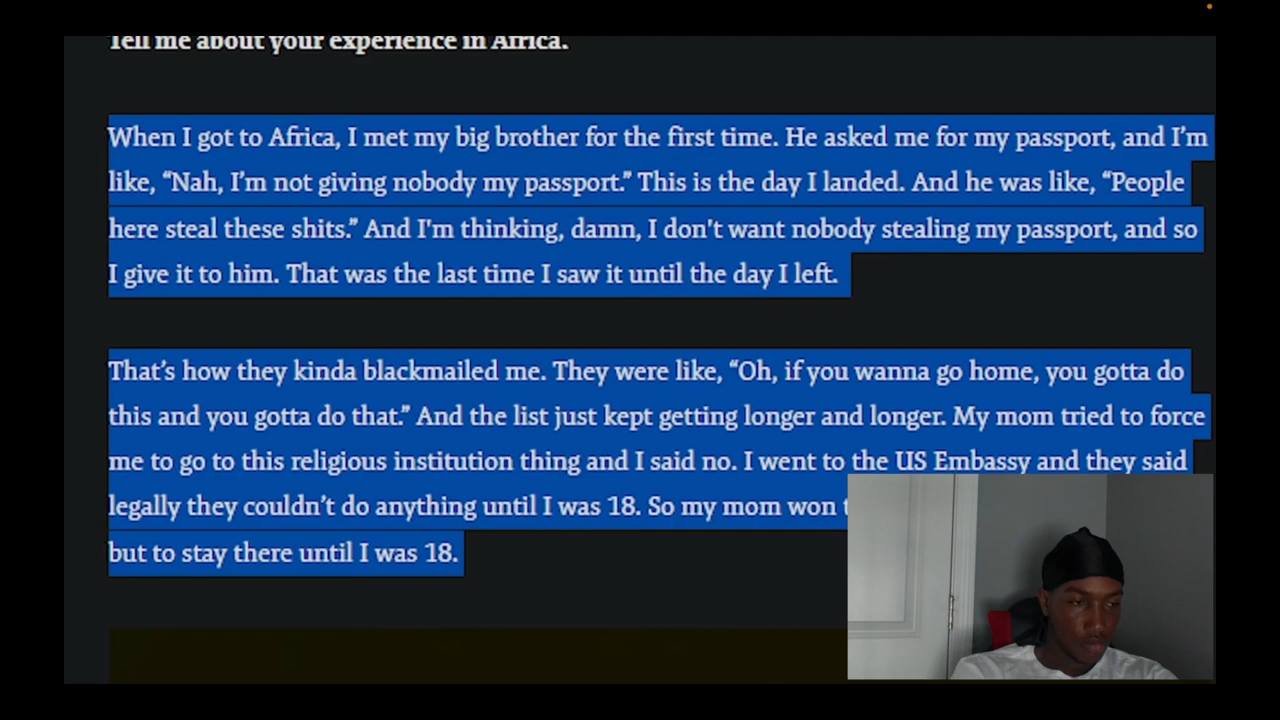 Tell me about your experience in Africa.
When I got to Africa, I met my big brother for the first time. He asked me for my passport, and I’m
like, “Nah, I’m not giving nobody my passport.” This is the day I landed. And he was like, “People
here steal these shits.” And I'm thinking, damn, I don't want nobody stealing my passport, and so
I give it to him. That was the last time I saw it until the day I left.
That’s how they kinda blackmailed me. They were like, “Oh, if you wanna go home, you gotta do
this and you gotta do that.” And the list just kept getting longer and longer. My mom tried to force
me to go to this religious institution thing and I said no. I went to the US Embassy and they said
legally they couldn’t do anything until I was 18. So my mom won
but to stay there until I was 18.